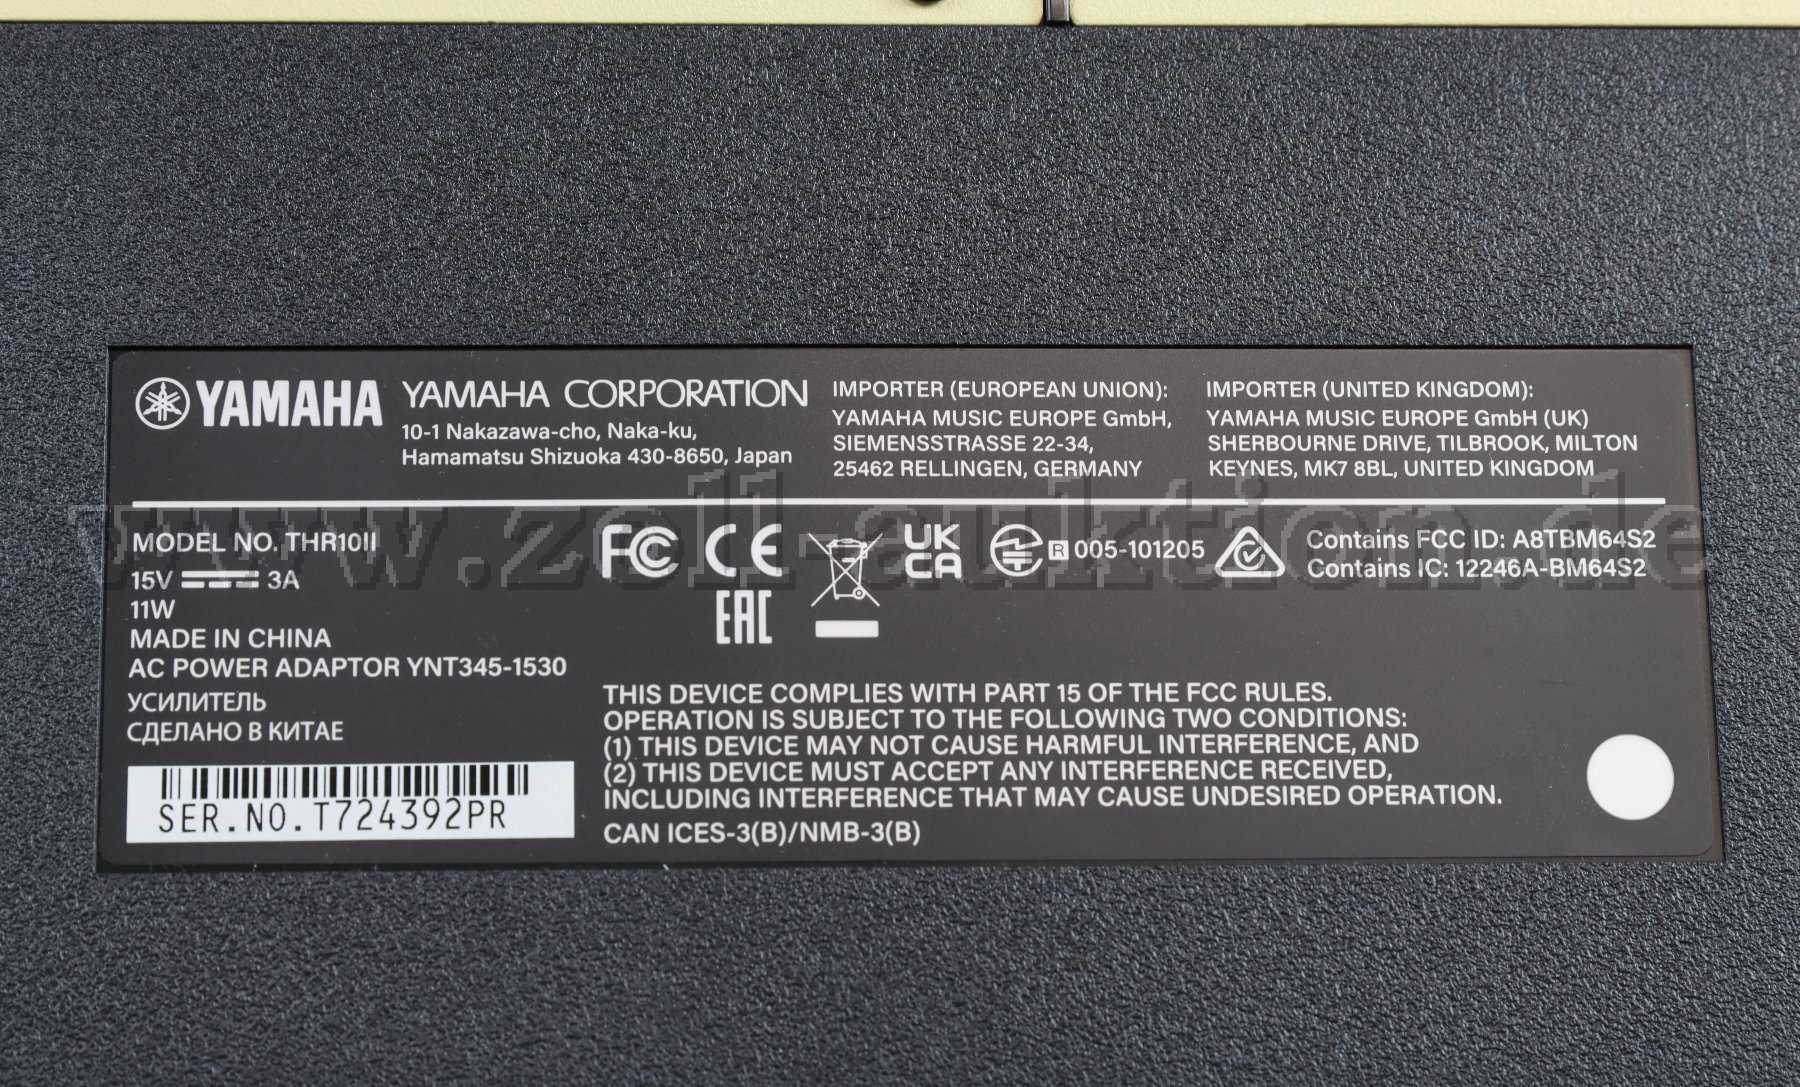 YAMAHA
YAMAHA CORPORATION
10-1 Nakazawa-cho, Naka-ku,
Hamamatsu Shizuoka 430-8650, Japan
IMPORTER (EUROPEAN UNION):
YAMAHA MUSIC EUROPE GmbH,
SIEMENSSTRASSE 22-34,
25462 RELLINGEN, GERMANY
IMPORTER (UNITED KINGDOM):
YAMAHA MUSIC EUROPE GmbH (UK)
SHERBOURNE DRIVE, TILBROOK, MILTON
KEYNES, MK7 8BL, UNITED KINGDOM
www.zoll-auktion.de
MODEL NO. THR10II
15V 3A
11W
MADE IN CHINA
AC POWER ADAPTOR YNT345-1530
УСИЛИТЕЛЬ
СДЕЛАНО В КИТАЕ
SER.NO.T724392PR
FC CE
EAC
UK
CA
R 005-101205
Contains FCC ID: A8TBM64S2
Contains IC: 12246A-BM64S2
THIS DEVICE COMPLIES WITH PART 15 OF THE FCC RULES.
OPERATION IS SUBJECT TO THE FOLLOWING TWO CONDITIONS:
(1) THIS DEVICE MAY NOT CAUSE HARMFUL INTERFERENCE, AND
(2) THIS DEVICE MUST ACCEPT ANY INTERFERENCE RECEIVED,
INCLUDING INTERFERENCE THAT MAY CAUSE UNDESIRED OPERATION.
CAN ICES-3(B)/NMB-3(B)